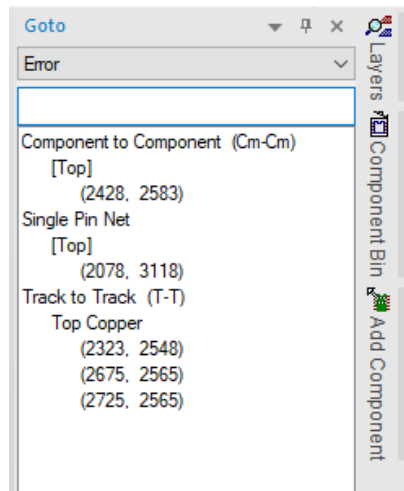 Goto
Error
Component to Component (Cm-Cm)
[Top]
(2428, 2583)
Single Pin Net
[Top]
(2078, 3118)
Track to Track (T-T)
Top Copper
(2323, 2548)
(2675, 2565)
(2725, 2565)
Layers
Component Bin
Add Component